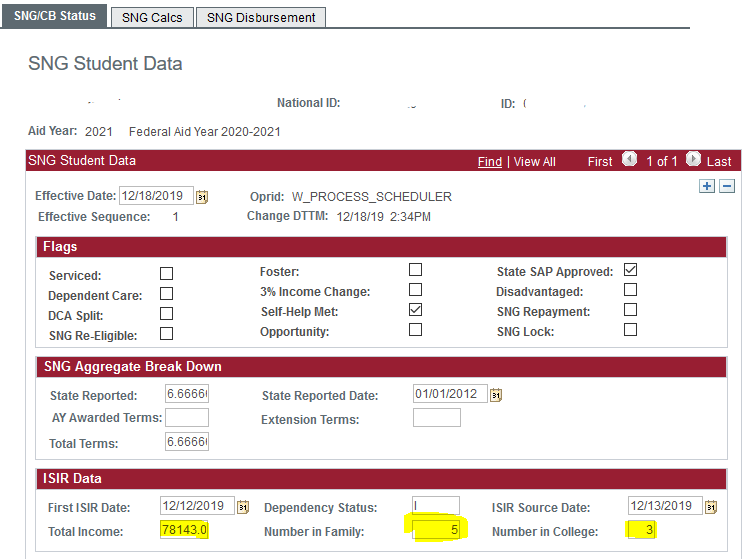 SNG/CB Status SNG Calcs SNG Disbursement
SNG Student Data
National ID: ID:
Aid Year: 2021 Federal Aid Year 2020-2021
SNG Student Data Find | View All First 1 of 1 Last
Effective Date: 12/18/2019 31 Oprid: W_PROCESS_SCHEDULER
Effective Sequence: 1 Change DTTM: 12/18/19 2:34PM
Flags
Serviced: Foster: State SAP Approved:
Dependent Care: 3% Income Change: Disadvantaged:
DCA Split: Self-Help Met: SNG Repayment:
SNG Re-Eligible: Opportunity: SNG Lock:
SNG Aggregate Break Down
State Reported: 6.6666 State Reported Date: 01/01/2012 31
AY Awarded Terms: Extension Terms:
Total Terms: 6.6666
ISIR Data
First ISIR Date: 12/12/2019 31 Dependency Status: I ISIR Source Date: 12/13/2019 31
Total Income: 78143.0 Number in Family: 5 Number in College: 3